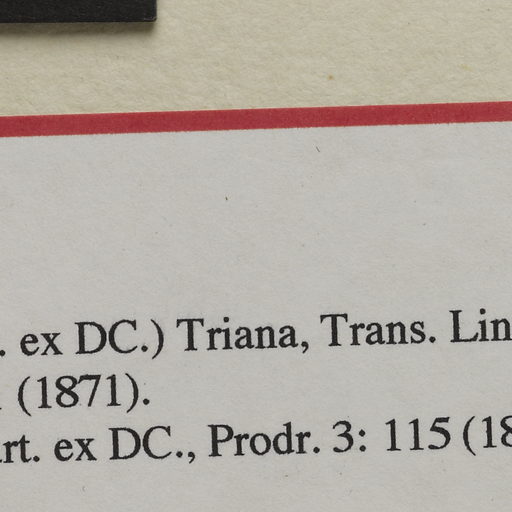 . ex DC.) Triana, Trans. Lin
(1871).
rt. ex DC., Prodr. 3: 115 (18